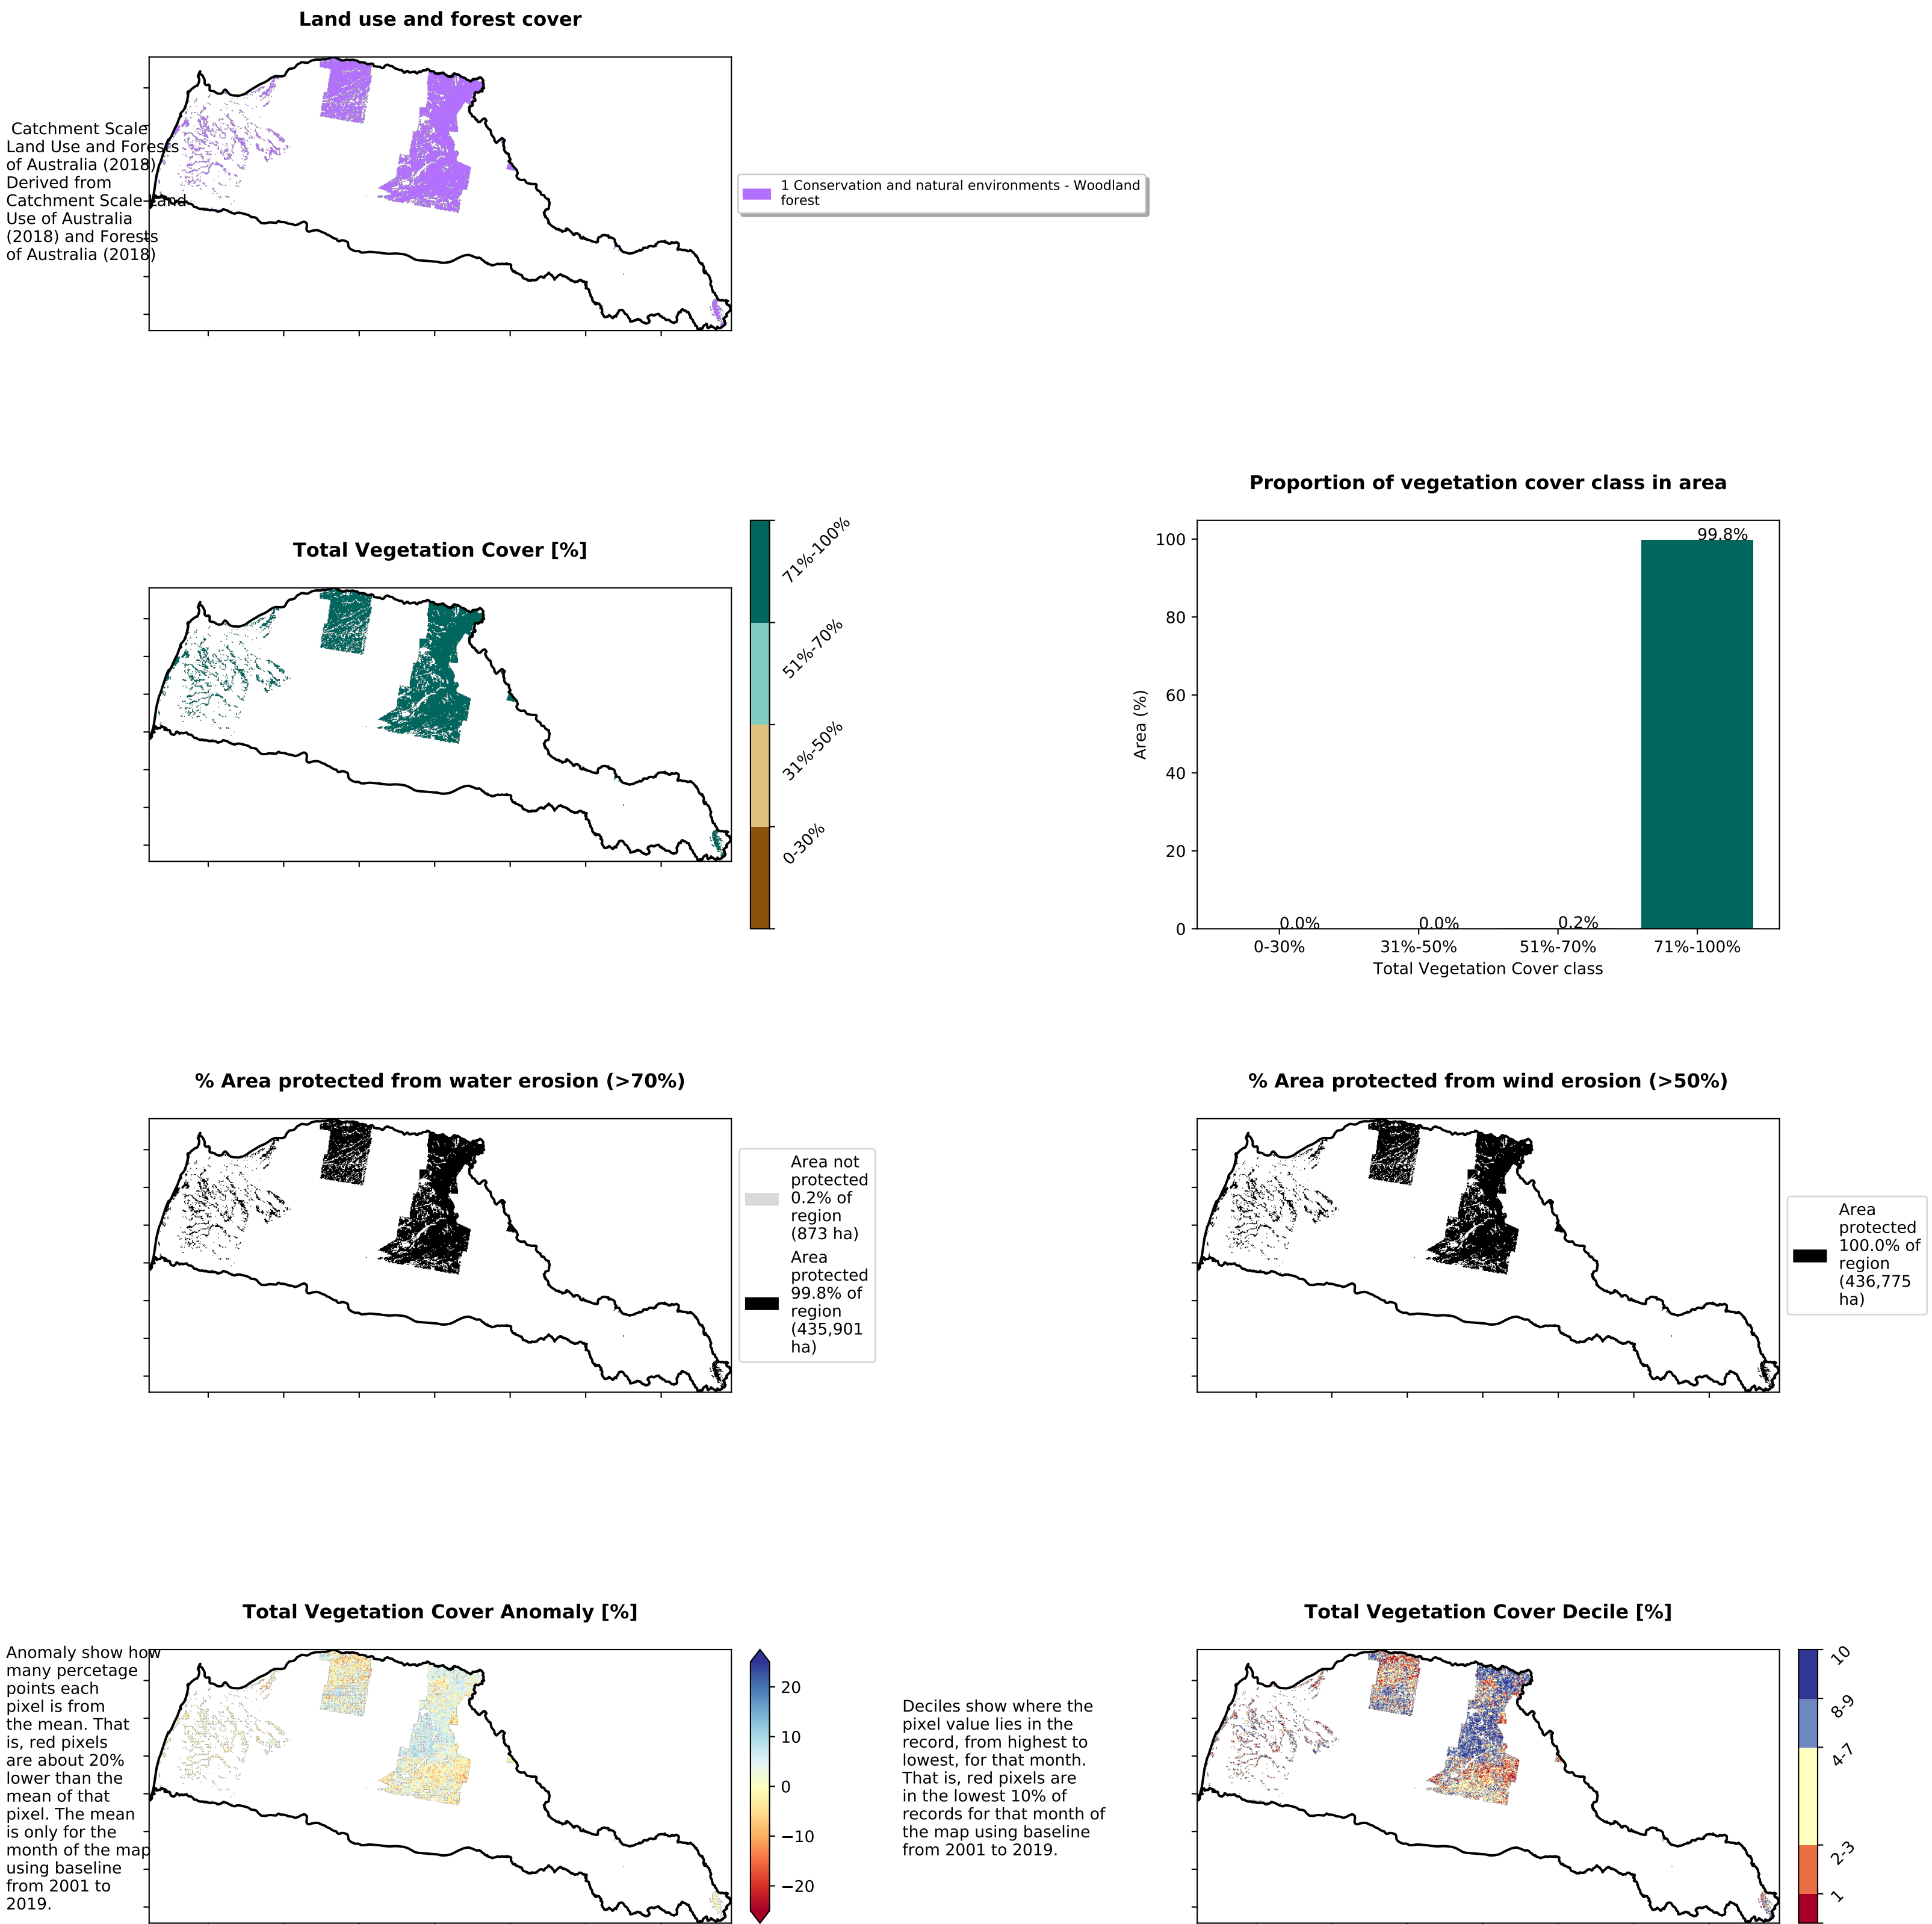 Land use and forest cover
Catchment Scale
Land Use and Forests
of Australia (2018)
Derived from
Catchment Scale Land
Use of Australia
(2018) and Forests
of Australia (2018)
1 Conservation and natural environments - Woodland
forest
Total Vegetation Cover [%]
71%-100%
51%-70%
31%-50%
0-30%
Proportion of vegetation cover class in area
100
80
60
40
20
0
Area (%)
99.8%
0.0%
0.0%
0.2%
0-30%
31%-50%
51%-70%
71%-100%
Total Vegetation Cover class
% Area protected from water erosion (>70%)
Area not
protected
0.2% of
region
(873 ha)
Area
protected
99.8% of
region
(435,901
ha)
% Area protected from wind erosion (>50%)
Area
protected
100.0% of
region
(436,775
ha)
Total Vegetation Cover Anomaly [%]
Anomaly show how
many percetage
points each
pixel is from
the mean. That
is, red pixels
are about 20%
lower than the
mean of that
pixel. The mean
is only for the
month of the map
using baseline
from 2001 to
2019.
20
10
0
−10
−20
Total Vegetation Cover Decile [%]
Deciles show where the
pixel value lies in the
record, from highest to
lowest, for that month.
That is, red pixels are
in the lowest 10% of
records for that month of
the map using baseline
from 2001 to 2019.
10
8-9
4-7
2-3
1